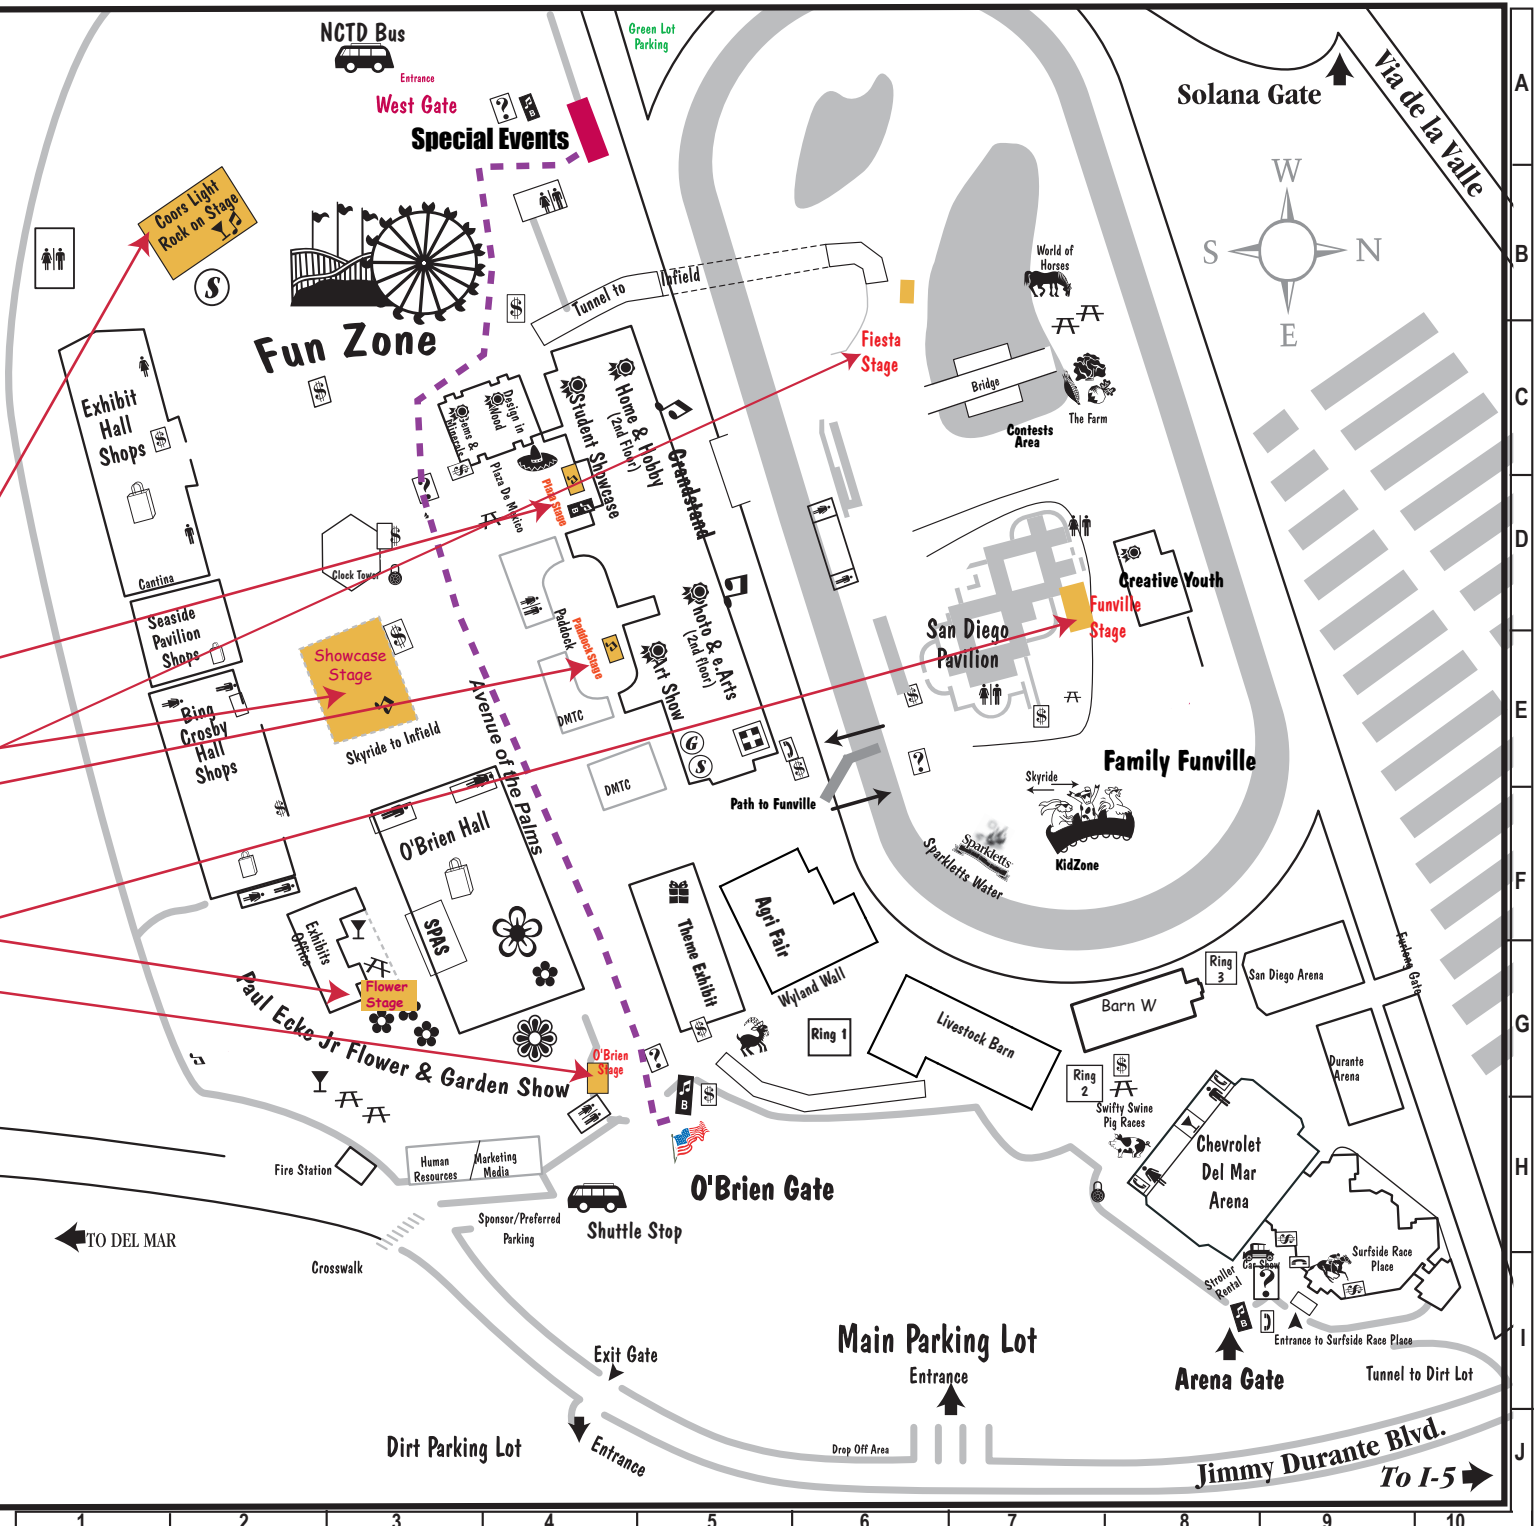 NCTD Bus
Entrance
West Gate
Special Events
Green Lot
Parking
Solana Gate
Via de la Valle
A
W
S
N
E
B
C
D
E
F
G
H
I
J
Coors Light
Rock on Stage
S
Fun Zone
$
$
Tunnel to
Infield
World of
Horses
Fiesta
Stage
Bridge
Contests
Area
The Farm
Exhibit
Hall
Shops
$
Cantina
Gems &
Minerals
Design in
Wood
Student Showcase
Home & Hobby
(2nd Floor)
Grandstand
$
?
Plaza De Mexico
Plaza Stage
B
Clock Tower
$
Seaside
Pavilion
Shops
Showcase
Stage
$
Skyride to Infield
Bing
Crosby
Hall
Shops
$
Paddock
Paddock Stage
DMTC
DMTC
Art Show
Photo & e.Arts
(2nd floor)
G
S
$
Avenue of the Palms
San Diego
Pavilion
Funville
Stage
Creative Youth
$
$
?
Path to Funville
Family Funville
Skyride
KidZone
Sparkletts
Sparkletts Water
O'Brien Hall
SPAS
Exhibits
Office
Flower
Stage
Paul Ecke Jr Flower & Garden Show
O'Brien
Stage
Theme Exhibit
$
?
B
$
Agri Fair
Wyland Wall
Ring 1
Livestock Barn
Barn W
Ring
3
San Diego Arena
Furlong Gate
Durante
Arena
Ring
2
$
Swifty Swine
Pig Races
Chevrolet
Del Mar
Arena
Fire Station
Human
Resources
Marketing
Media
O'Brien Gate
Shuttle Stop
Sponsor/Preferred
Parking
TO DEL MAR
Crosswalk
$
Car Show
Surfside Race
Place
Stroller
Rental
?
$
B
Entrance to Surfside Race Place
Arena Gate
Tunnel to Dirt Lot
Main Parking Lot
Entrance
Exit Gate
Dirt Parking Lot
Entrance
Drop Off Area
Jimmy Durante Blvd.
To I-5
1
2
3
4
5
6
7
8
9
10